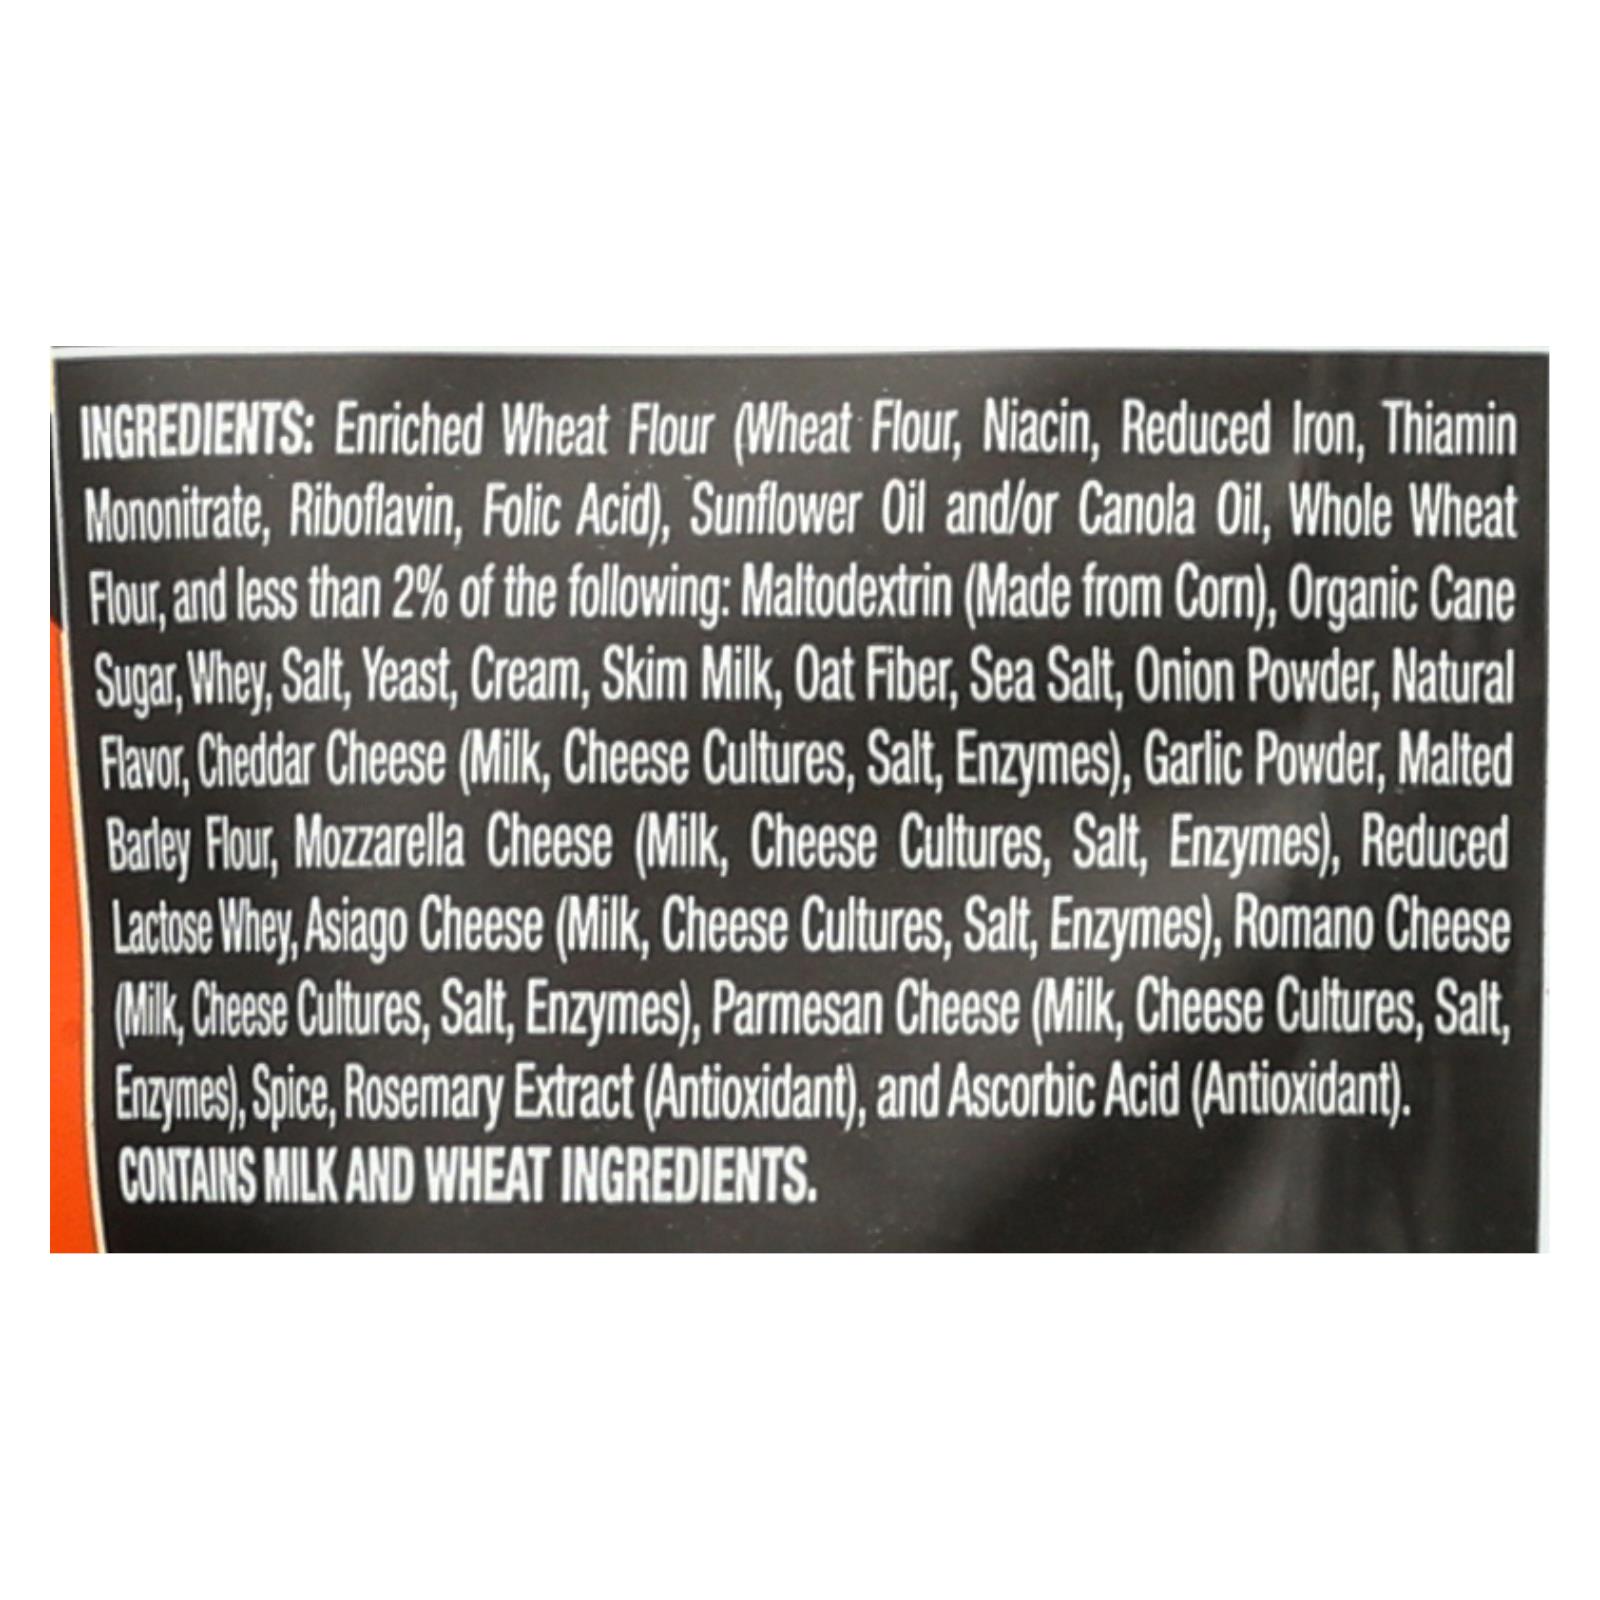 INGREDIENTS: Enriched Wheat Flour (Wheat Flour, Niacin, Reduced Iron, Thiamin
Mononitrate, Riboflavin, Folic Acid), Sunflower Oil and/or Canola Oil, Whole Wheat
Flour, and less than 2% of the following: Maltodextrin (Made from Corn), Organic Cane
Sugar, Whey, Salt, Yeast, Cream, Skim Milk, Oat Fiber, Sea Salt, Onion Powder, Natural
Flavor, Cheddar Cheese (Milk, Cheese Cultures, Salt, Enzymes), Garlic Powder, Malted
Barley Flour, Mozzarella Cheese (Milk, Cheese Cultures, Salt, Enzymes), Reduced
Lactose Whey, Asiago Cheese (Milk, Cheese Cultures, Salt, Enzymes), Romano Cheese
(Milk, Cheese Cultures, Salt, Enzymes), Parmesan Cheese (Milk, Cheese Cultures, Salt,
Enzymes), Spice, Rosemary Extract (Antioxidant), and Ascorbic Acid (Antioxidant).
CONTAINS MILK AND WHEAT INGREDIENTS.